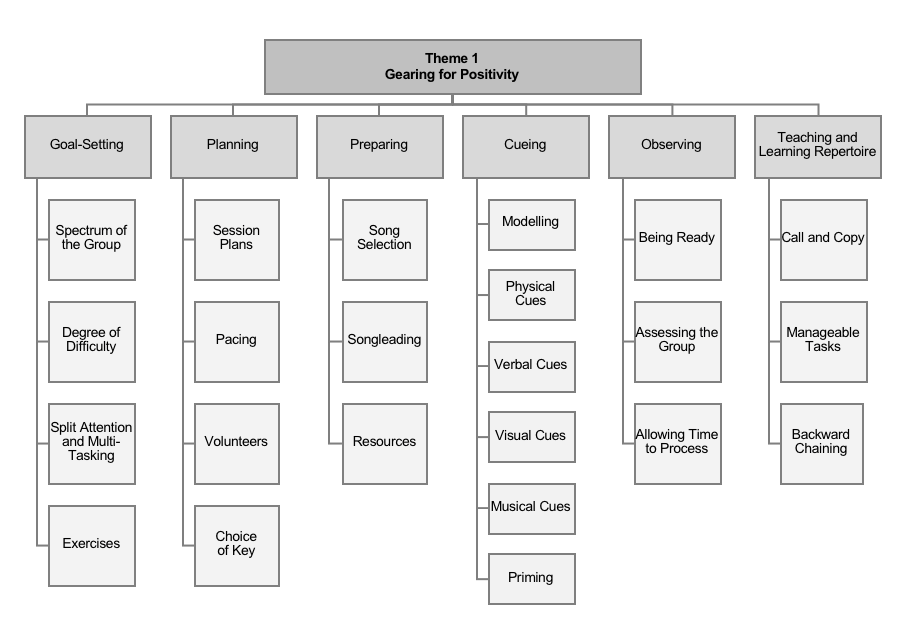 Theme 1
Gearing for Positivity
Goal-Setting
Planning
Preparing
Cueing
Observing
Teaching and
Learning Repertoire
Spectrum of
the Group
Degree of
Difficulty
Split Attention
and Multi-
Tasking
Exercises
Session
Plans
Pacing
Volunteers
Choice
of Key
Song
Selection
Songleading
Resources
Modelling
Physical
Cues
Verbal Cues
Visual Cues
Musical Cues
Priming
Being Ready
Assessing the
Group
Allowing Time
to Process
Call and Copy
Manageable
Tasks
Backward
Chaining